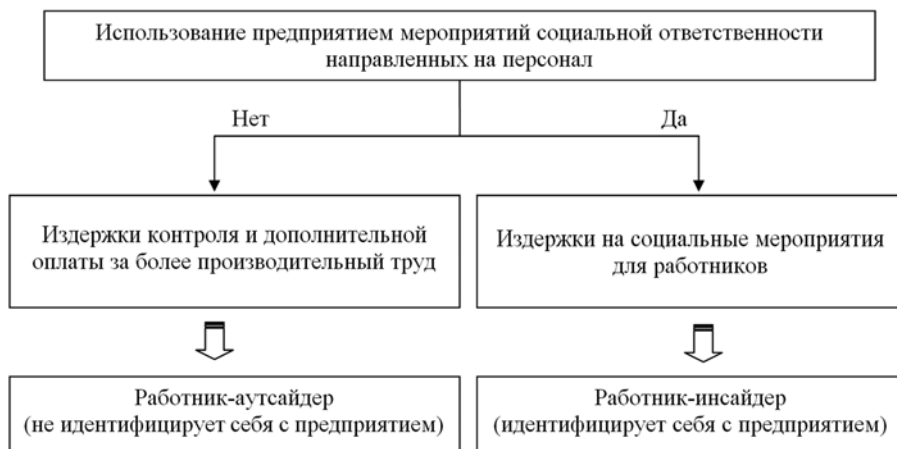 Использование предприятием мероприятий социальной ответственности
направленных на персонал
Нет
Да
Издержки контроля и дополнительной
оплаты за более производительный труд
Издержки на социальные мероприятия
для работников
Работник-аутсайдер
(не идентифицирует себя с предприятием)
Работник-инсайдер
(идентифицирует себя с предприятием)